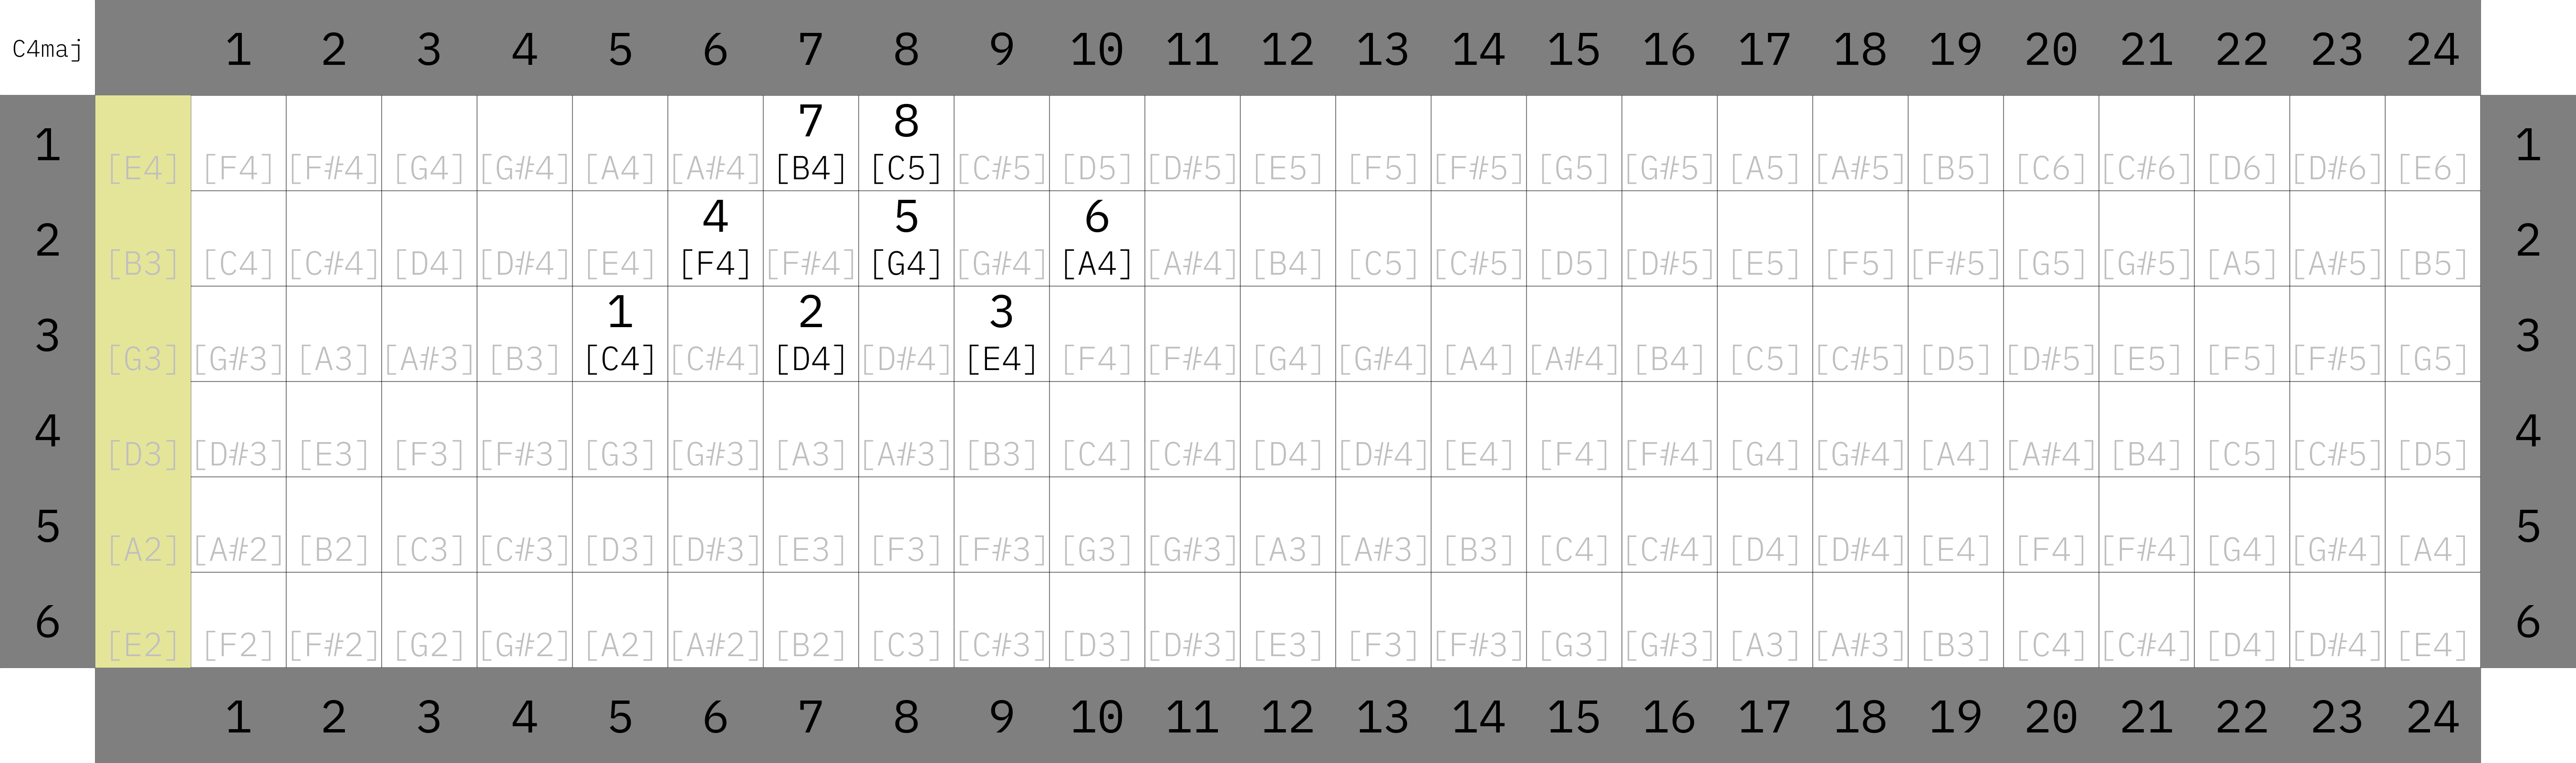 C4maj 1 2 3 4 5 6 7 8 9 10 11 12 13 14 15 16 17 18 19 20 21 22 23 24
7 8
1 [E4] [F4] [F#4] [G4] [G#4] [A4] [A#4] [B4] [C5] [C#5] [D5] [D#5] [E5] [F5] [F#5] [G5] [G#5] [A5] [A#5] [B5] [C6] [C#6] [D6] [D#6] [E6] 1
4 5 6
2 [B3] [C4] [C#4] [D4] [D#4] [E4] [F4] [F#4] [G4] [G#4] [A4] [A#4] [B4] [C5] [C#5] [D5] [D#5] [E5] [F5] [F#5] [G5] [G#5] [A5] [A#5] [B5] 2
1 2 3
3 [G3] [G#3] [A3] [A#3] [B3] [C4] [C#4] [D4] [D#4] [E4] [F4] [F#4] [G4] [G#4] [A4] [A#4] [B4] [C5] [C#5] [D5] [D#5] [E5] [F5] [F#5] [G5] 3
4 [D3] [D#3] [E3] [F3] [F#3] [G3] [G#3] [A3] [A#3] [B3] [C4] [C#4] [D4] [D#4] [E4] [F4] [F#4] [G4] [G#4] [A4] [A#4] [B4] [C5] [C#5] [D5] 4
5 [A2] [A#2] [B2] [C3] [C#3] [D3] [D#3] [E3] [F3] [F#3] [G3] [G#3] [A3] [A#3] [B3] [C4] [C#4] [D4] [D#4] [E4] [F4] [F#4] [G4] [G#4] [A4] 5
6 [E2] [F2] [F#2] [G2] [G#2] [A2] [A#2] [B2] [C3] [C#3] [D3] [D#3] [E3] [F3] [F#3] [G3] [G#3] [A3] [A#3] [B3] [C4] [C#4] [D4] [D#4] [E4] 6
1 2 3 4 5 6 7 8 9 10 11 12 13 14 15 16 17 18 19 20 21 22 23 24